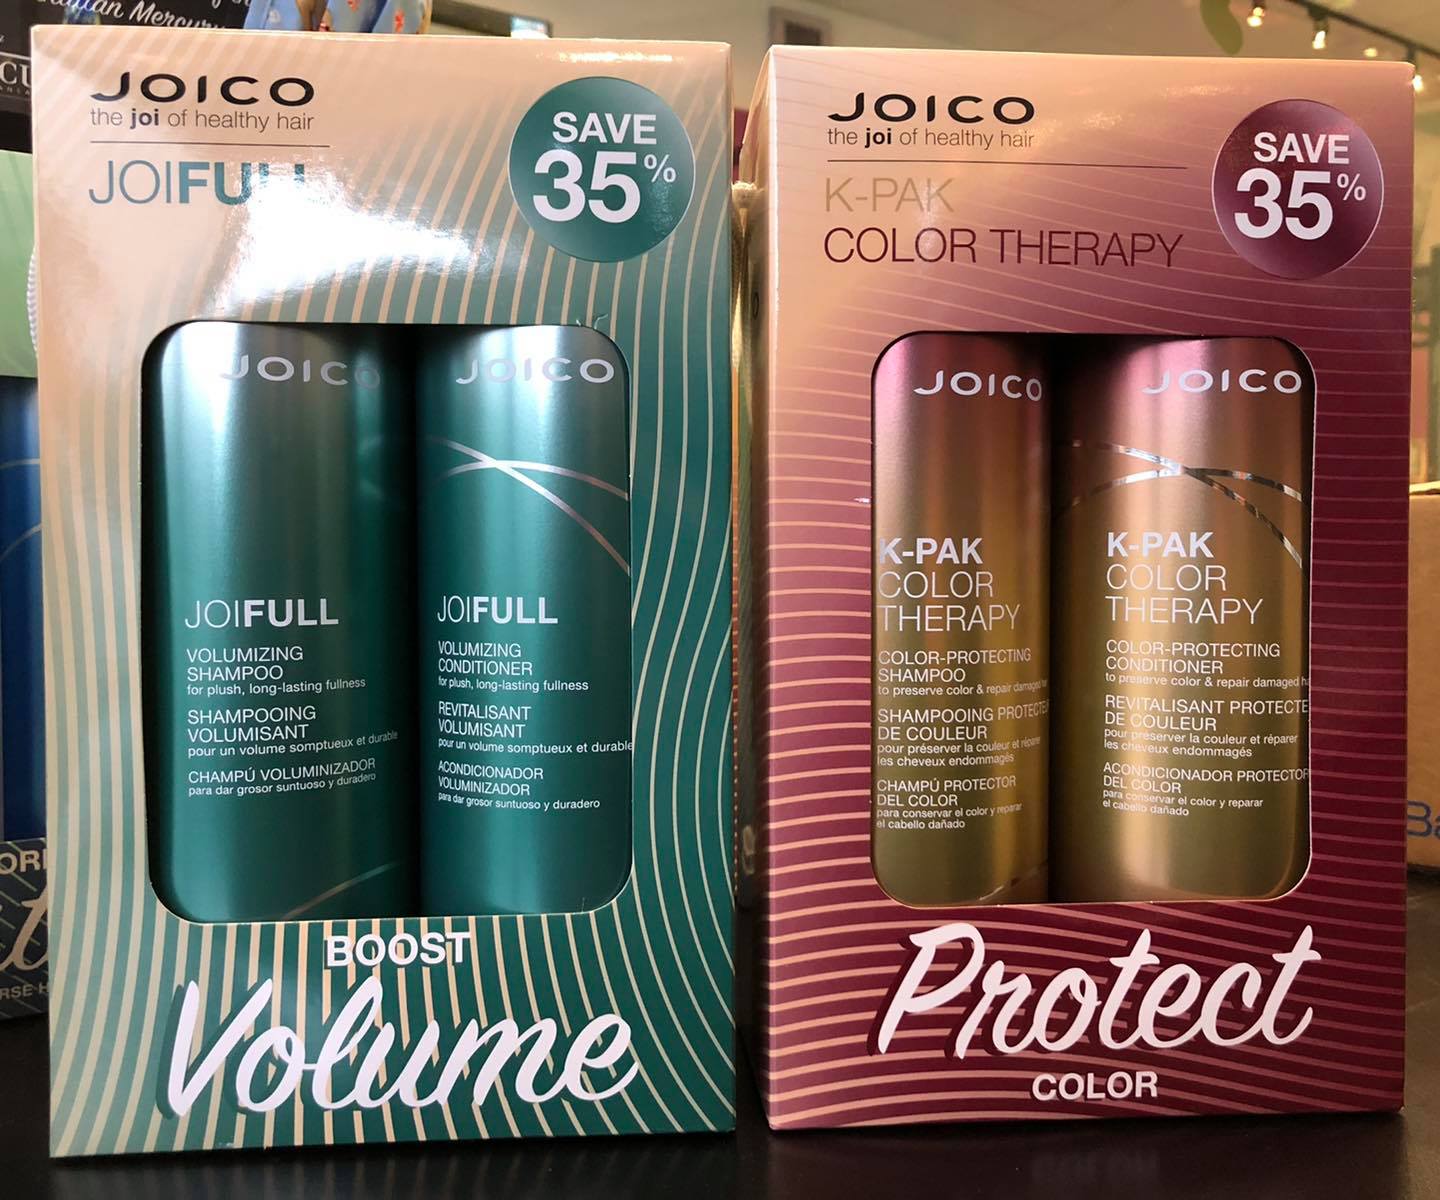 Mercury
JOICO
the joi of healthy hair
JOIFULL
SAVE
35%
JOICO
JOIFULL
VOLUMIZING
SHAMPOO
for plush, long-lasting fullness
SHAMPOOING
VOLUMISANT
pour un volume somptueux et durable
CHAMPÚ VOLUMINIZADOR
para dar grosor suntuoso y duradero
JOICO
JOIFULL
VOLUMIZING
CONDITIONER
for plush, long-lasting fullness
REVITALISANT
VOLUMISANT
pour un volume somptueux et durable
ACONDICIONADOR
VOLUMINIZADOR
para dar grosor suntuoso y duradero
BOOST
Volume
JOICO
the joi of healthy hair
K-PAK
COLOR THERAPY
SAVE
35%
JOICO
K-PAK
COLOR
THERAPY
COLOR-PROTECTING
SHAMPOO
to preserve color & repair damaged
SHAMPOOING PROTECTE
DE COULEUR
pour préserver la couleur et réparer
les cheveux endommagés
CHAMPÚ PROTECTOR
DEL COLOR
para conservar el color y reparar
el cabello dañado
JOICO
K-PAK
COLOR
THERAPY
COLOR-PROTECTING
CONDITIONER
to preserve color & repair damaged
REVITALISANT PROTECTE
DE COULEUR
pour préserver la couleur et réparer
les cheveux endommagés
ACONDICIONADOR PROTECTOR
DEL COLOR
para conservar el color y reparar
el cabello dañado
Protect
COLOR